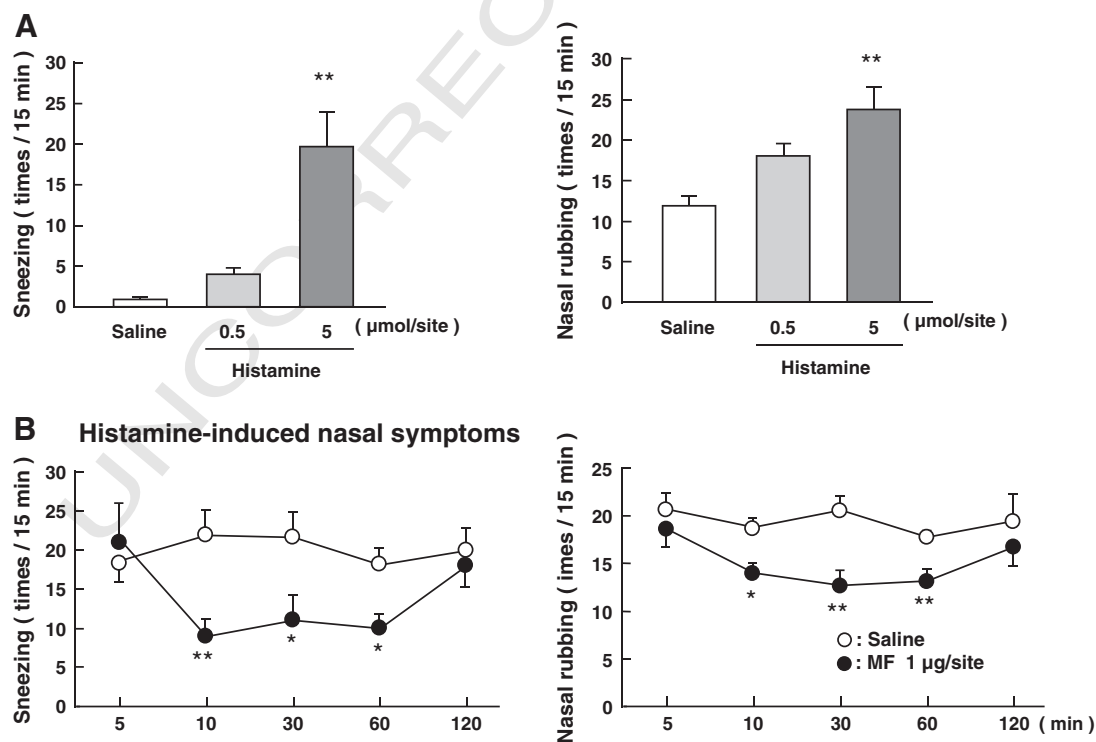 A
Sneezing ( times / 15 min )
30
25
20
15
10
5
0
**
Saline
0.5
5
( µmol/site )
Histamine
Nasal rubbing ( times / 15 min )
30
25
20
15
10
5
0
**
Saline
0.5
5
( µmol/site )
Histamine
UNCORREC
B
Histamine-induced nasal symptoms
Sneezing ( times / 15 min )
30
25
20
15
10
5
0
**
*
*
5
10
30
60
120
Nasal rubbing ( imes / 15 min )
25
20
15
10
5
0
*
**
**
: Saline
: MF 1 µg/site
5
10
30
60
120
( min )